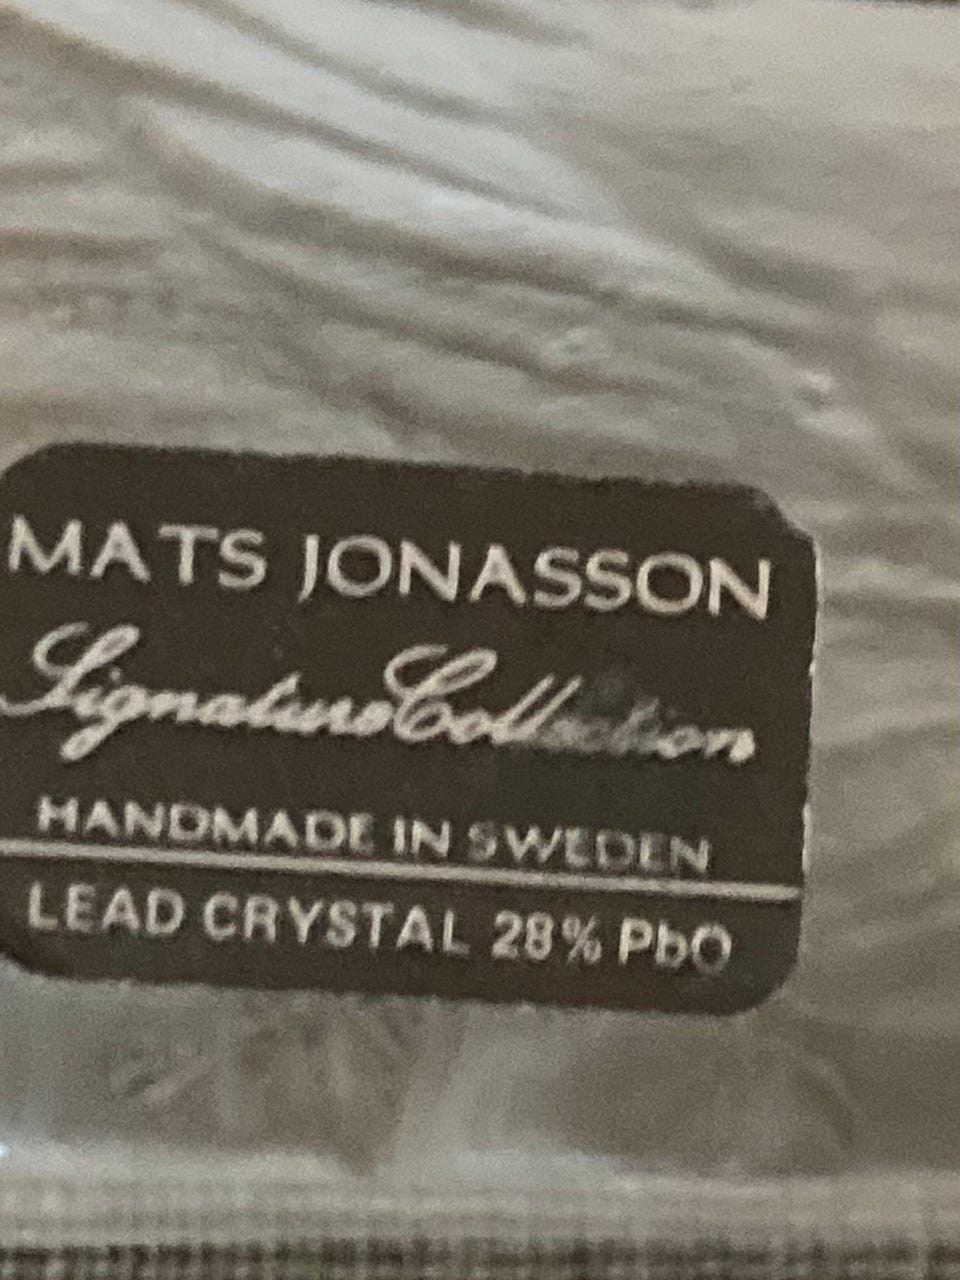 MATS JONASSON
Signature Collection
HANDMADE IN SWEDEN
LEAD CRYSTAL 28% PbO